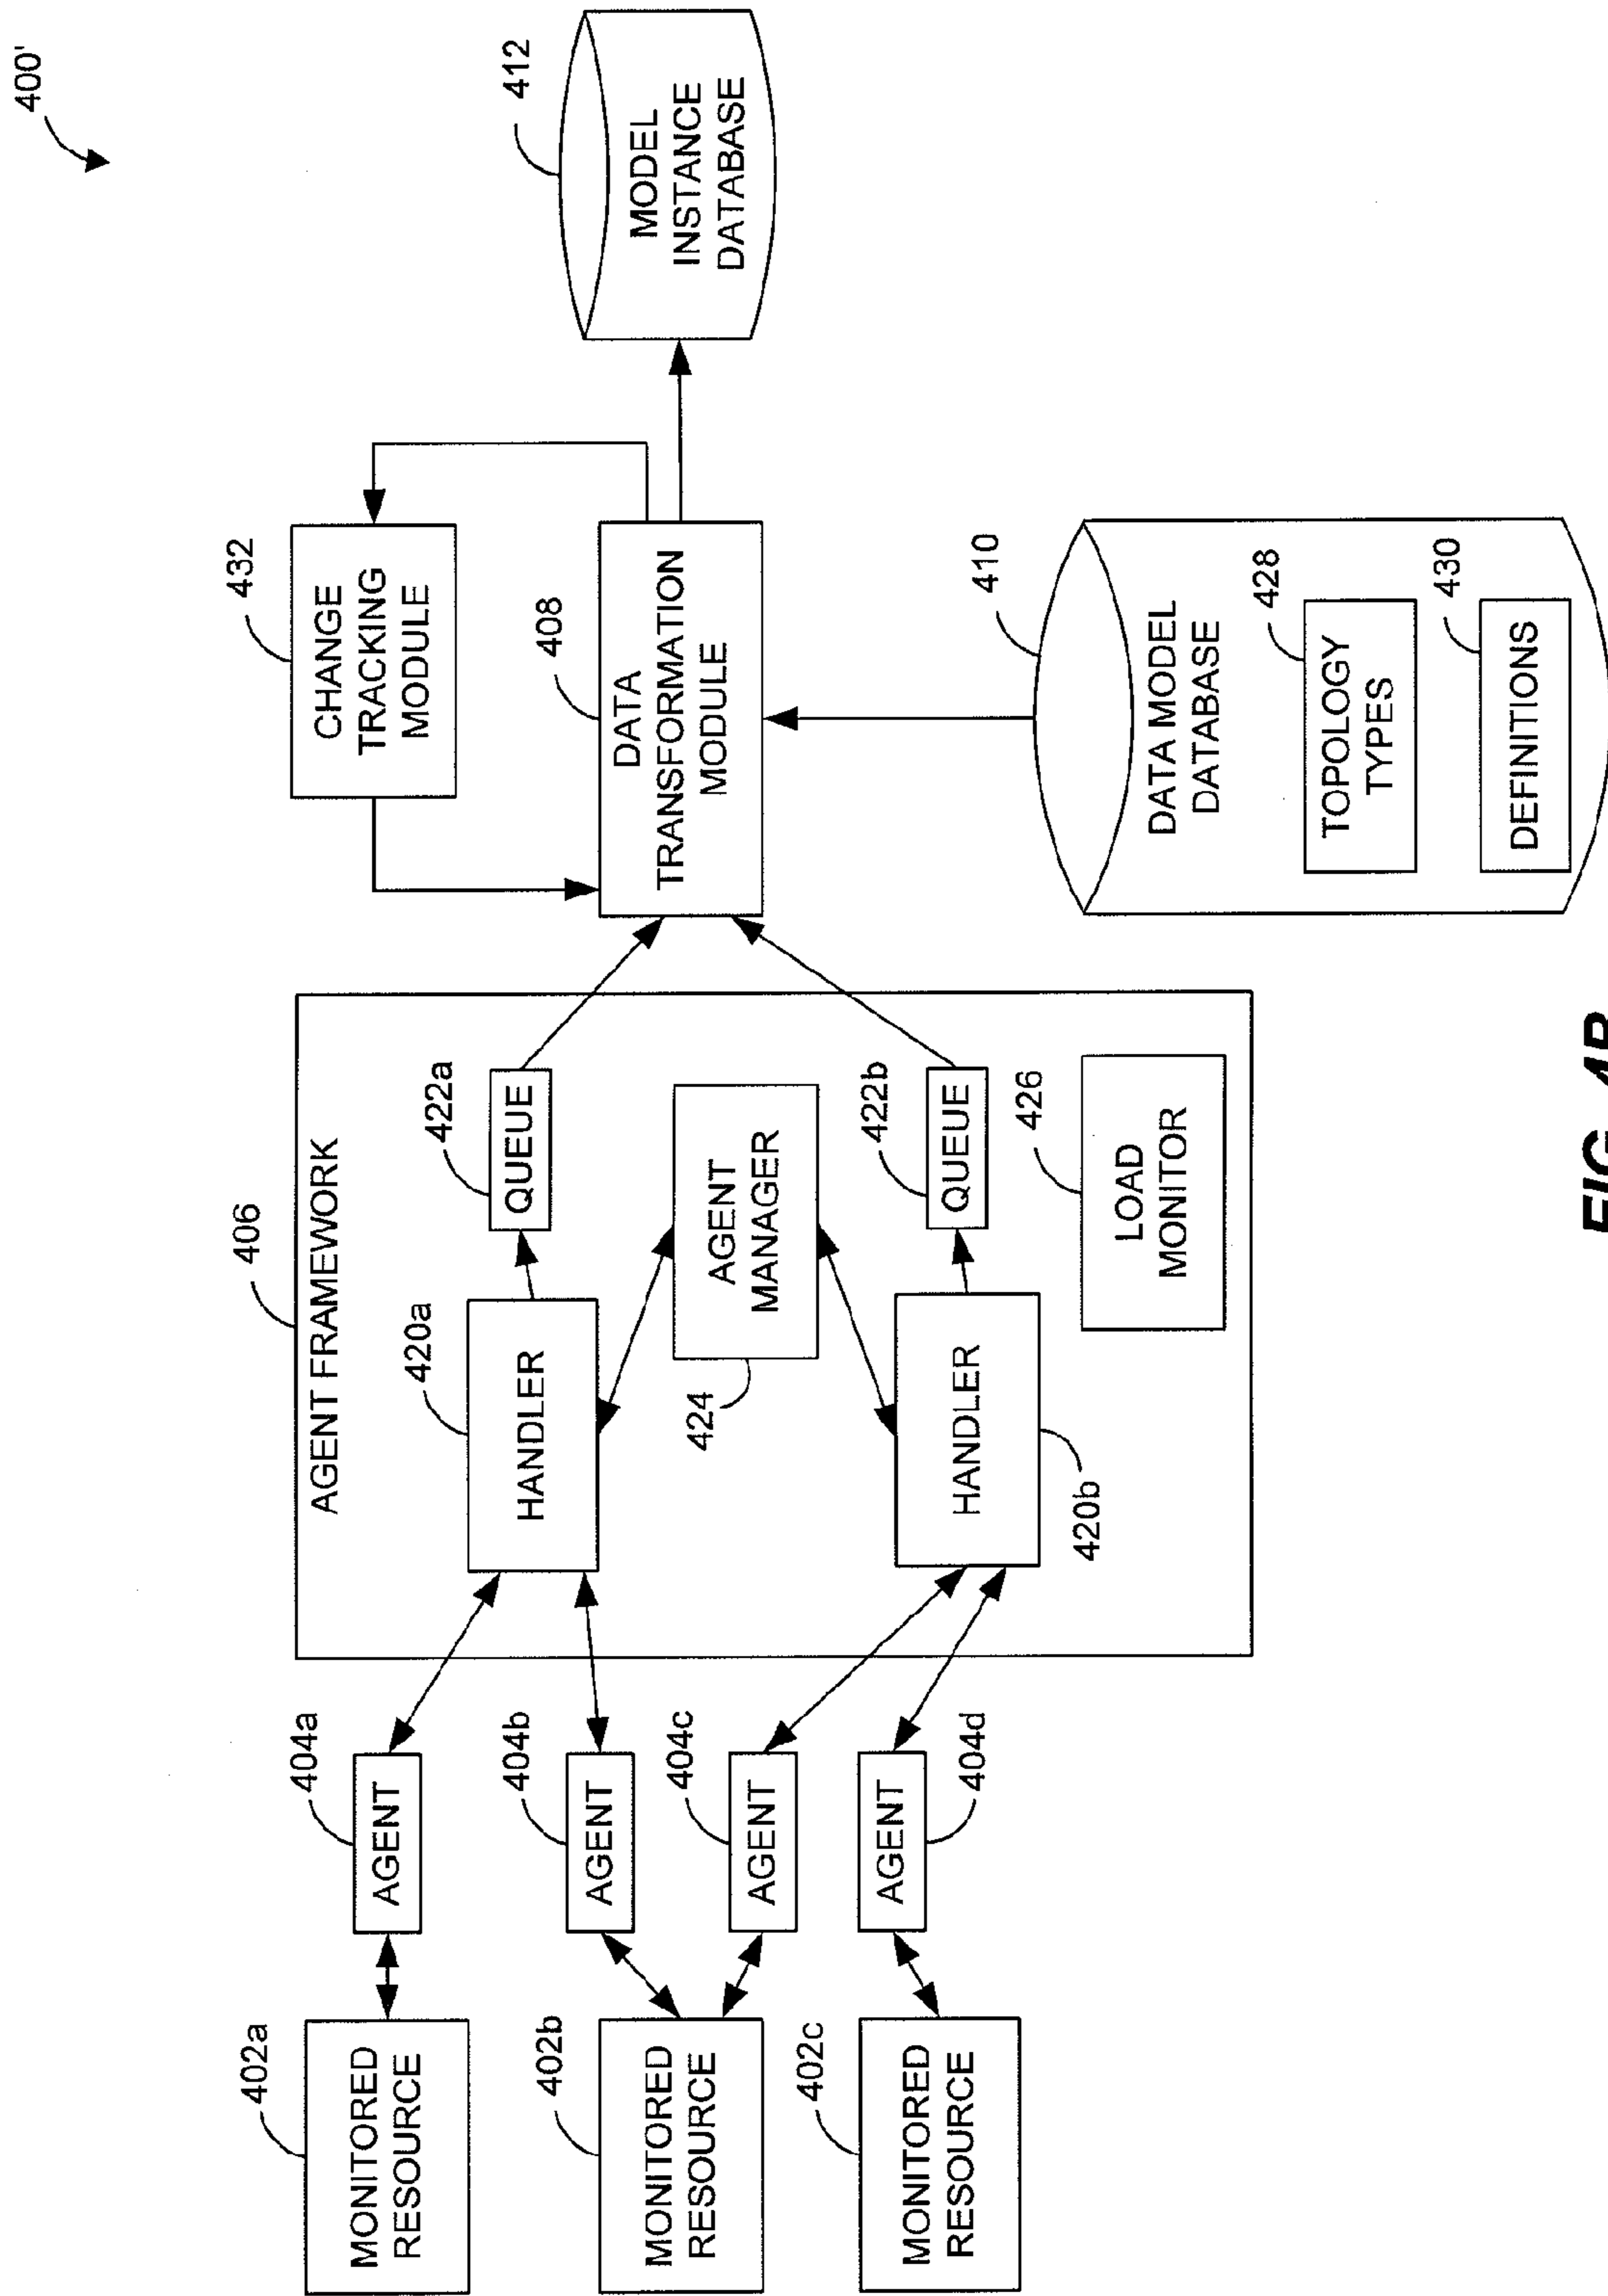 400'
402a
MONITORED
RESOURCE
402b
MONITORED
RESOURCE
402c
MONITORED
RESOURCE
404a
AGENT
404b
AGENT
404c
AGENT
AGENT
404d
406
AGENT FRAMEWORK
420a
HANDLER
422a
QUEUE
AGENT
MANAGER
424
422b
QUEUE
HANDLER
420b
426
LOAD
MONITOR
432
CHANGE
TRACKING
MODULE
408
DATA
TRANSFORMATION
MODULE
412
MODEL
INSTANCE
DATABASE
410
DATA MODEL
DATABASE
428
TOPOLOGY
TYPES
430
DEFINITIONS
FIG. 4B